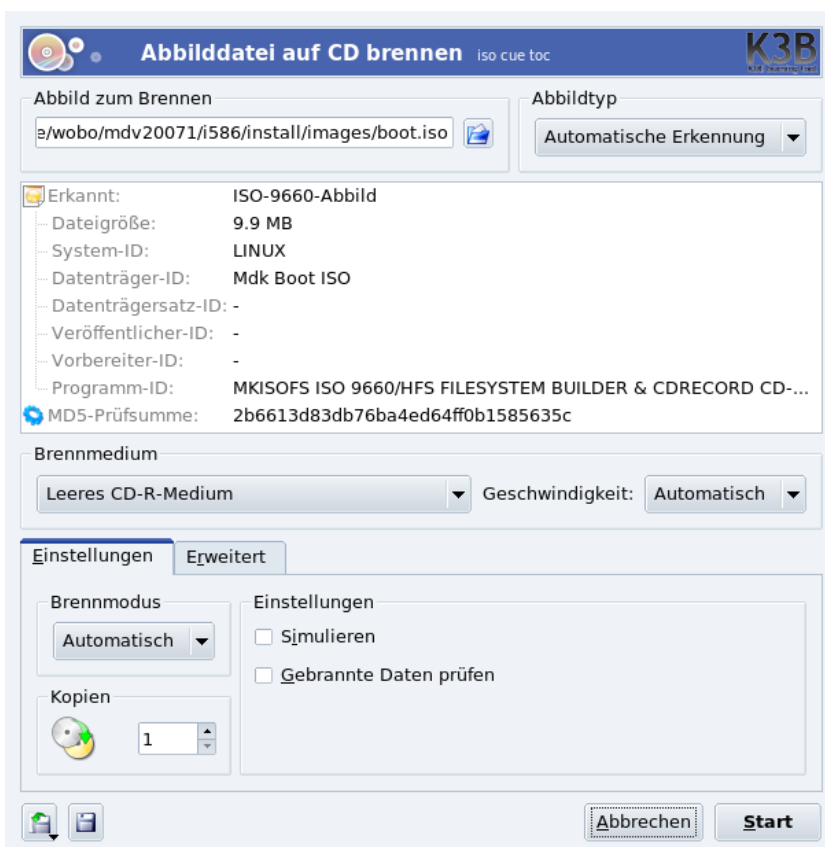 Abbilddatei auf CD brennen iso cue toc
K3B
Abbild zum Brennen
e/wobo/mdv20071/i586/install/images/boot.iso
Abbildtyp
Automatische Erkennung
Erkannt: ISO-9660-Abbild
Dateigröße: 9.9 MB
System-ID: LINUX
Datenträger-ID: Mdk Boot ISO
Datenträgersatz-ID: -
Veröffentlicher-ID: -
Vorbereiter-ID: -
Programm-ID: MKISOFS ISO 9660/HFS FILESYSTEM BUILDER & CDRECORD CD-...
MD5-Prüfsumme: 2b6613d83db76ba4ed64ff0b1585635c
Brennmedium
Leeres CD-R-Medium
Geschwindigkeit: Automatisch
Einstellungen Erweitert
Brennmodus
Automatisch
Kopien
1
Einstellungen
Simulieren
Gebrannte Daten prüfen
Abbrechen Start